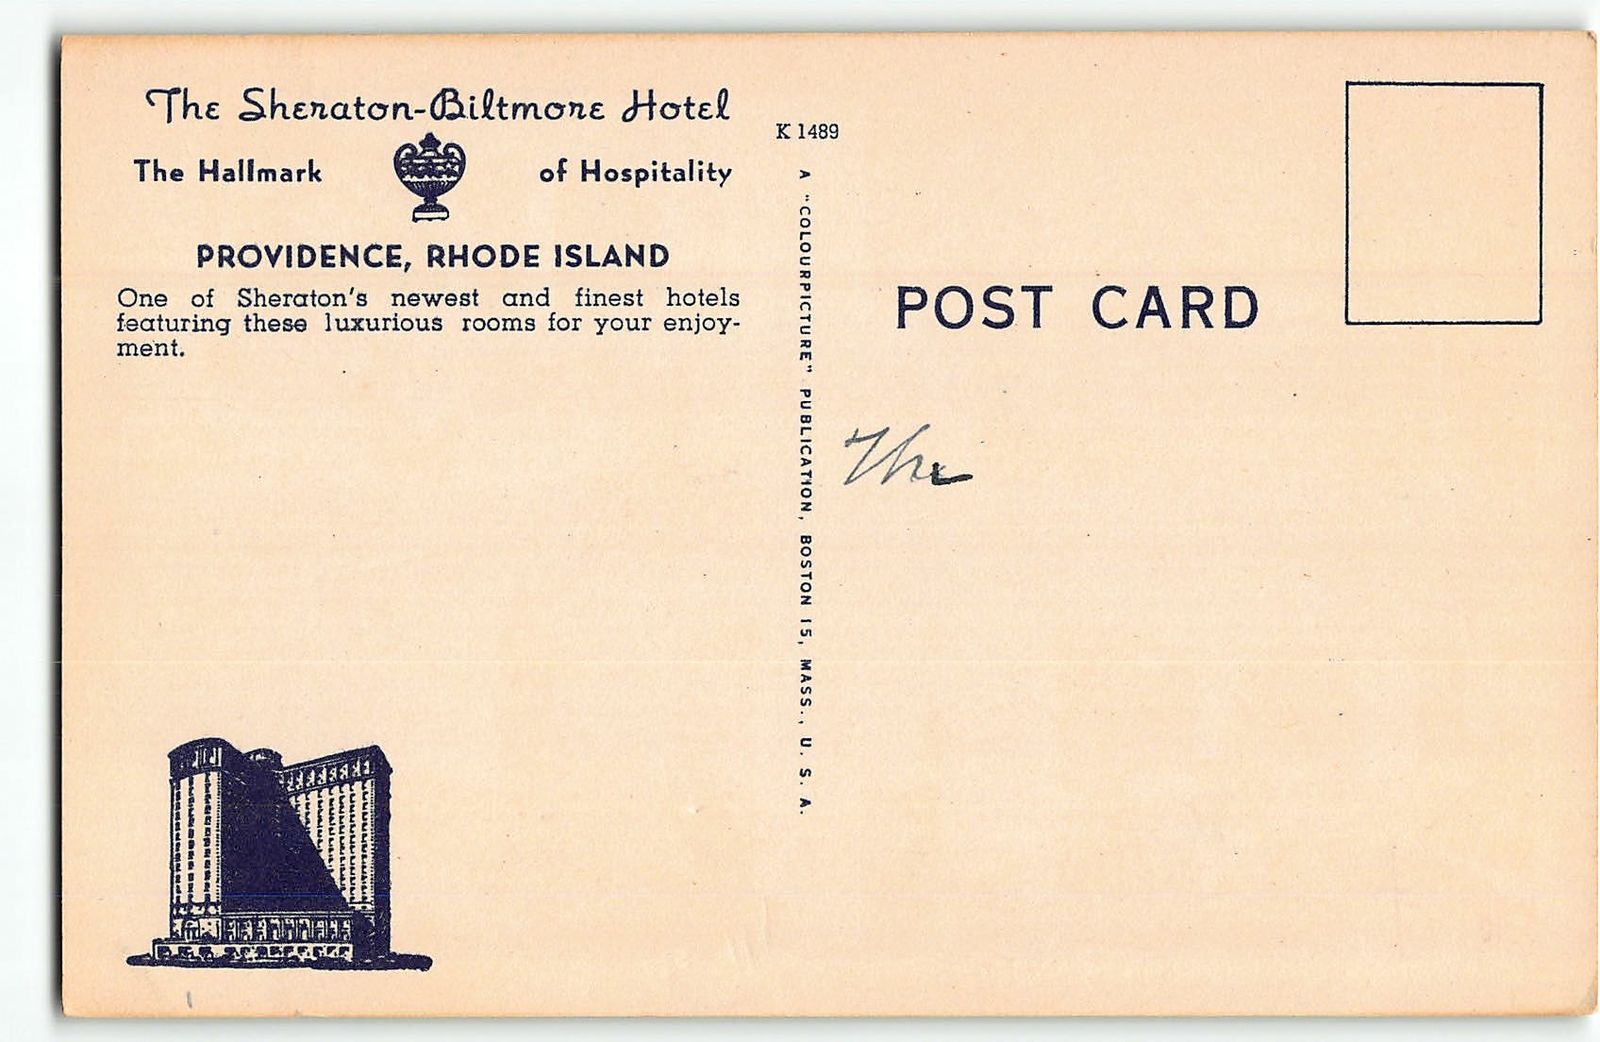 The Sheraton-Biltmore Hotel
The Hallmark of Hospitality
PROVIDENCE, RHODE ISLAND
One of Sheraton's newest and finest hotels
featuring these luxurious rooms for your enjoy-
ment.
K 1489
A "COLOURPICTURE" PUBLICATION, BOSTON 15, MASS., U. S. A.
POST CARD
The